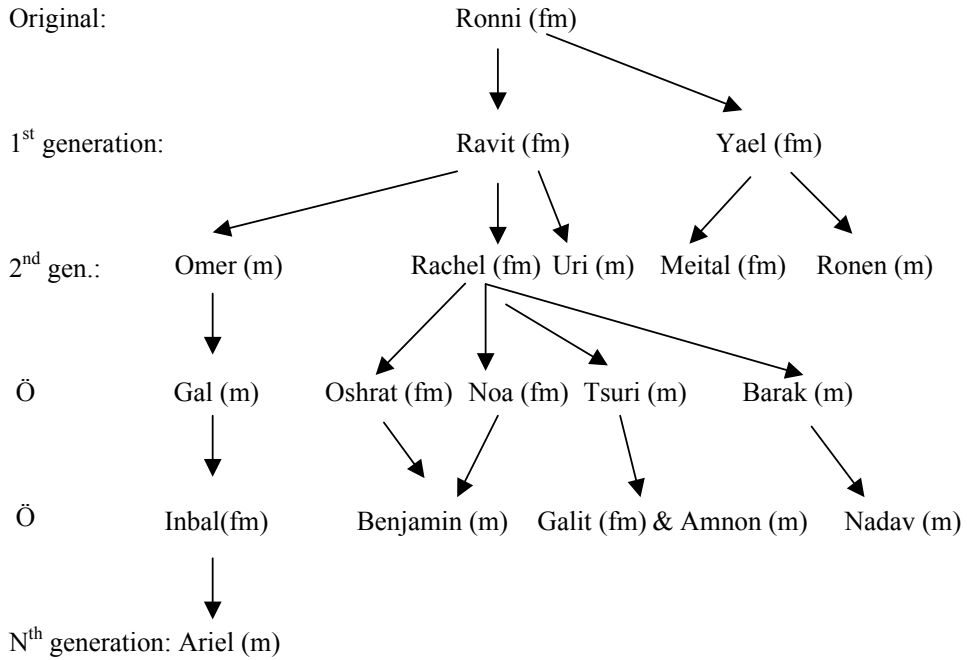 Original: Ronni (fm)
1st generation: Ravit (fm) Yael (fm)
2nd gen.: Omer (m) Rachel (fm) Uri (m) Meital (fm) Ronen (m)
Ö Gal (m) Oshrat (fm) Noa (fm) Tsuri (m) Barak (m)
Ö Inbal(fm) Benjamin (m) Galit (fm) & Amnon (m) Nadav (m)
Nth generation: Ariel (m)